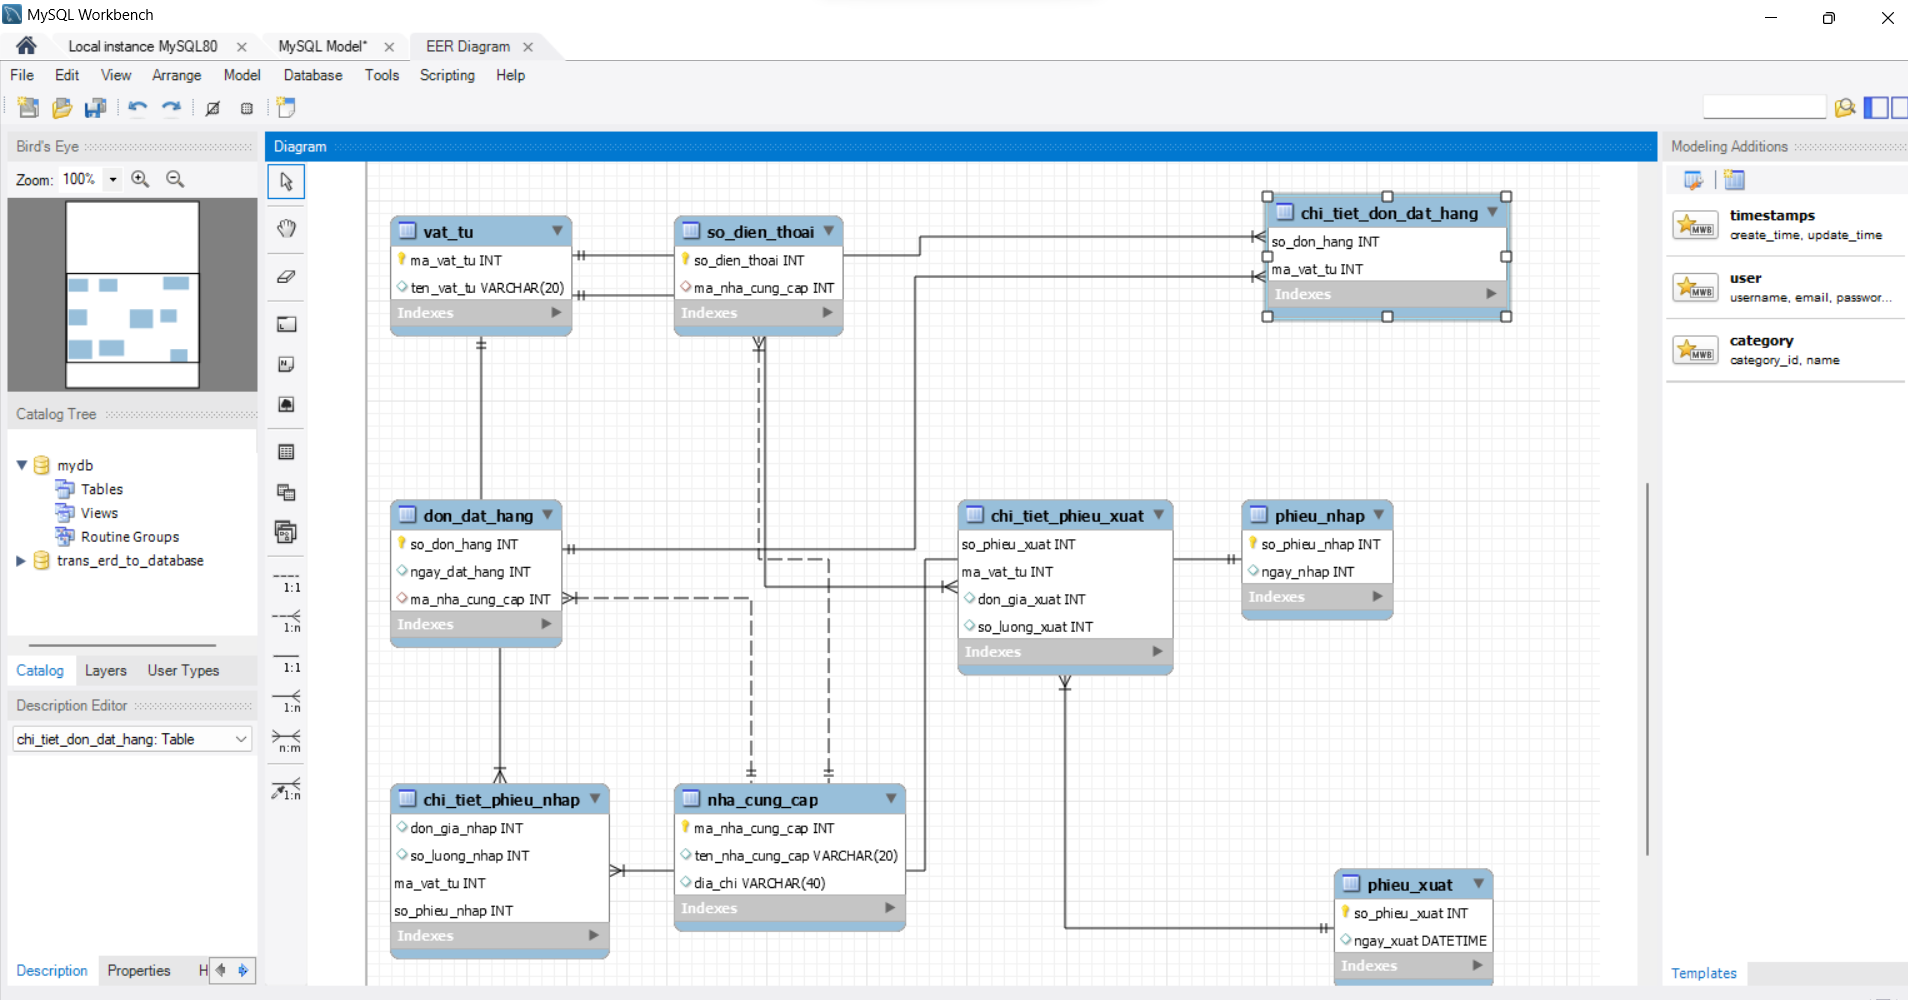 MySQL Workbench
Local instance MySQL80
MySQL Model*
EER Diagram
File Edit View Arrange Model Database Tools Scripting Help
Bird's Eye
Zoom: 100%
Catalog Tree
mydb
Tables
Views
Routine Groups
trans_erd_to_database
Catalog Layers User Types
Description Editor
chi_tiet_don_dat_hang: Table
Description Properties H
Diagram
1:1
1:n
1:1
1:n
n:m
1:n
vat_tu
ma_vat_tu INT
ten_vat_tu VARCHAR(20)
Indexes
so_dien_thoai
so_dien_thoai INT
ma_nha_cung_cap INT
Indexes
chi_tiet_don_dat_hang
so_don_hang INT
ma_vat_tu INT
Indexes
don_dat_hang
so_don_hang INT
ngay_dat_hang INT
ma_nha_cung_cap INT
Indexes
chi_tiet_phieu_xuat
so_phieu_xuat INT
ma_vat_tu INT
don_gia_xuat INT
so_luong_xuat INT
Indexes
phieu_nhap
so_phieu_nhap INT
ngay_nhap INT
Indexes
chi_tiet_phieu_nhap
don_gia_nhap INT
so_luong_nhap INT
ma_vat_tu INT
so_phieu_nhap INT
Indexes
nha_cung_cap
ma_nha_cung_cap INT
ten_nha_cung_cap VARCHAR(20)
dia_chi VARCHAR(40)
Indexes
phieu_xuat
so_phieu_xuat INT
ngay_xuat DATETIME
Indexes
Modeling Additions
MWB
timestamps
create_time, update_time
MWB
user
username, email, passwor...
MWB
category
category_id, name
Templates